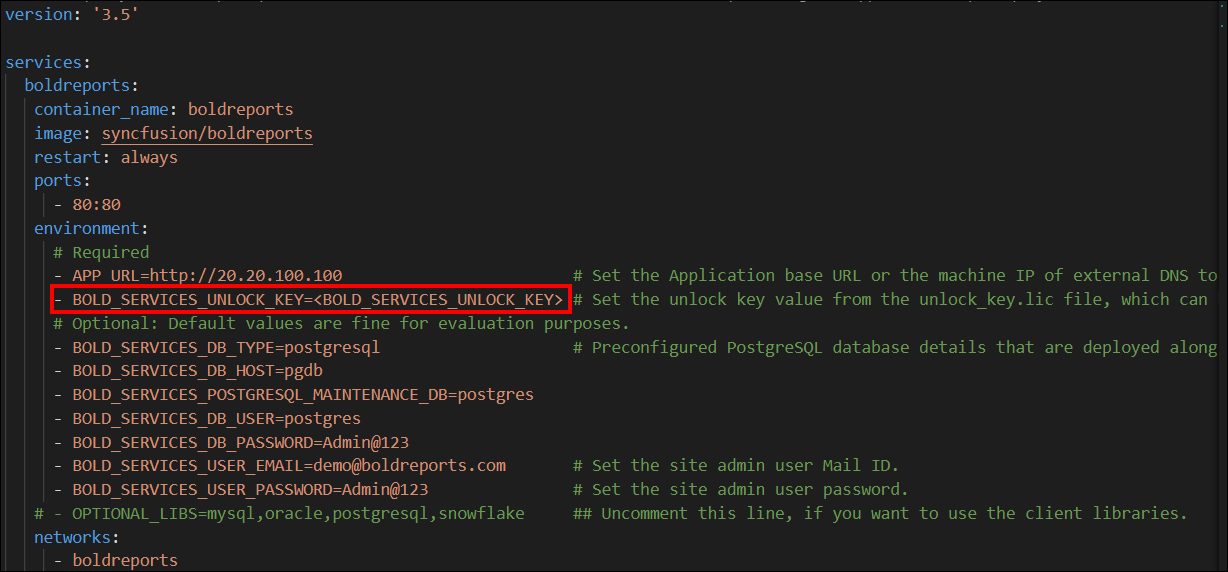 version: '3.5'
services:
boldreports:
container_name: boldreports
image: syncfusion/boldreports
restart: always
ports:
- 80:80
environment:
# Required
- APP_URL=http://20.20.100.100 # Set the Application base URL or the machine IP of external DNS to
- BOLD_SERVICES_UNLOCK_KEY=<BOLD_SERVICES_UNLOCK_KEY> # Set the unlock key value from the unlock_key.lic file, which can
# Optional: Default values are fine for evaluation purposes.
- BOLD_SERVICES_DB_TYPE=postgresql # Preconfigured PostgreSQL database details that are deployed along
- BOLD_SERVICES_DB_HOST=pgdb
- BOLD_SERVICES_POSTGRESQL_MAINTENANCE_DB=postgres
- BOLD_SERVICES_DB_USER=postgres
- BOLD_SERVICES_DB_PASSWORD=Admin@123
- BOLD_SERVICES_USER_EMAIL=demo@boldreports.com # Set the site admin user Mail ID.
- BOLD_SERVICES_USER_PASSWORD=Admin@123 # Set the site admin user password.
# - OPTIONAL_LIBS=mysql,oracle,postgresql,snowflake ## Uncomment this line, if you want to use the client libraries.
networks:
- boldreports